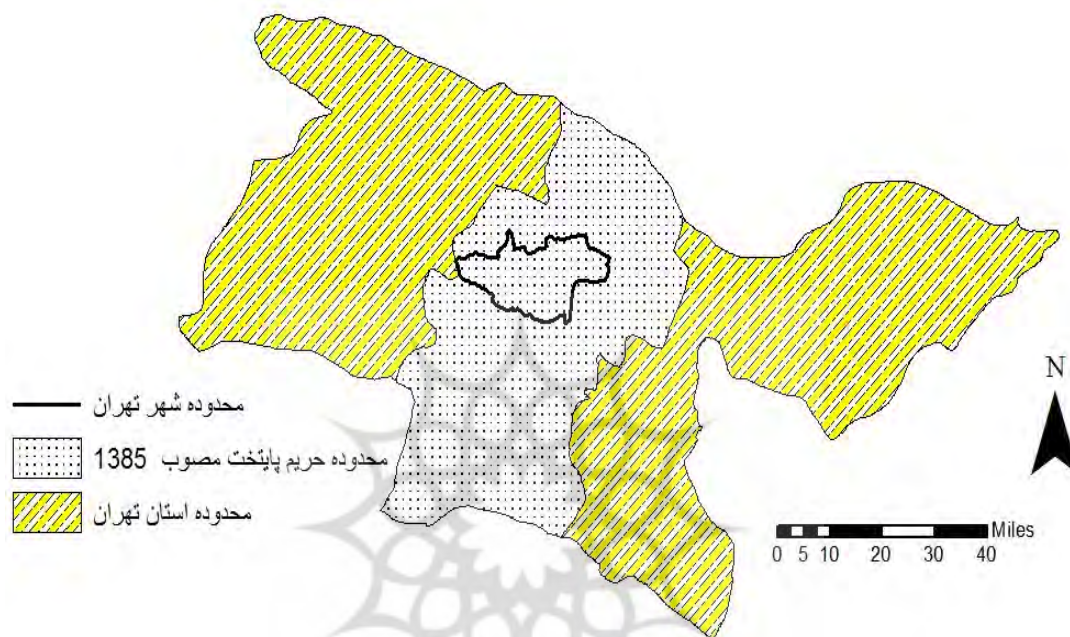 محدوده شهر تهران
محدوده حریم پایتخت مصوب 1385
محدوده استان تهران
N
Miles
0 5 10 20 30 40